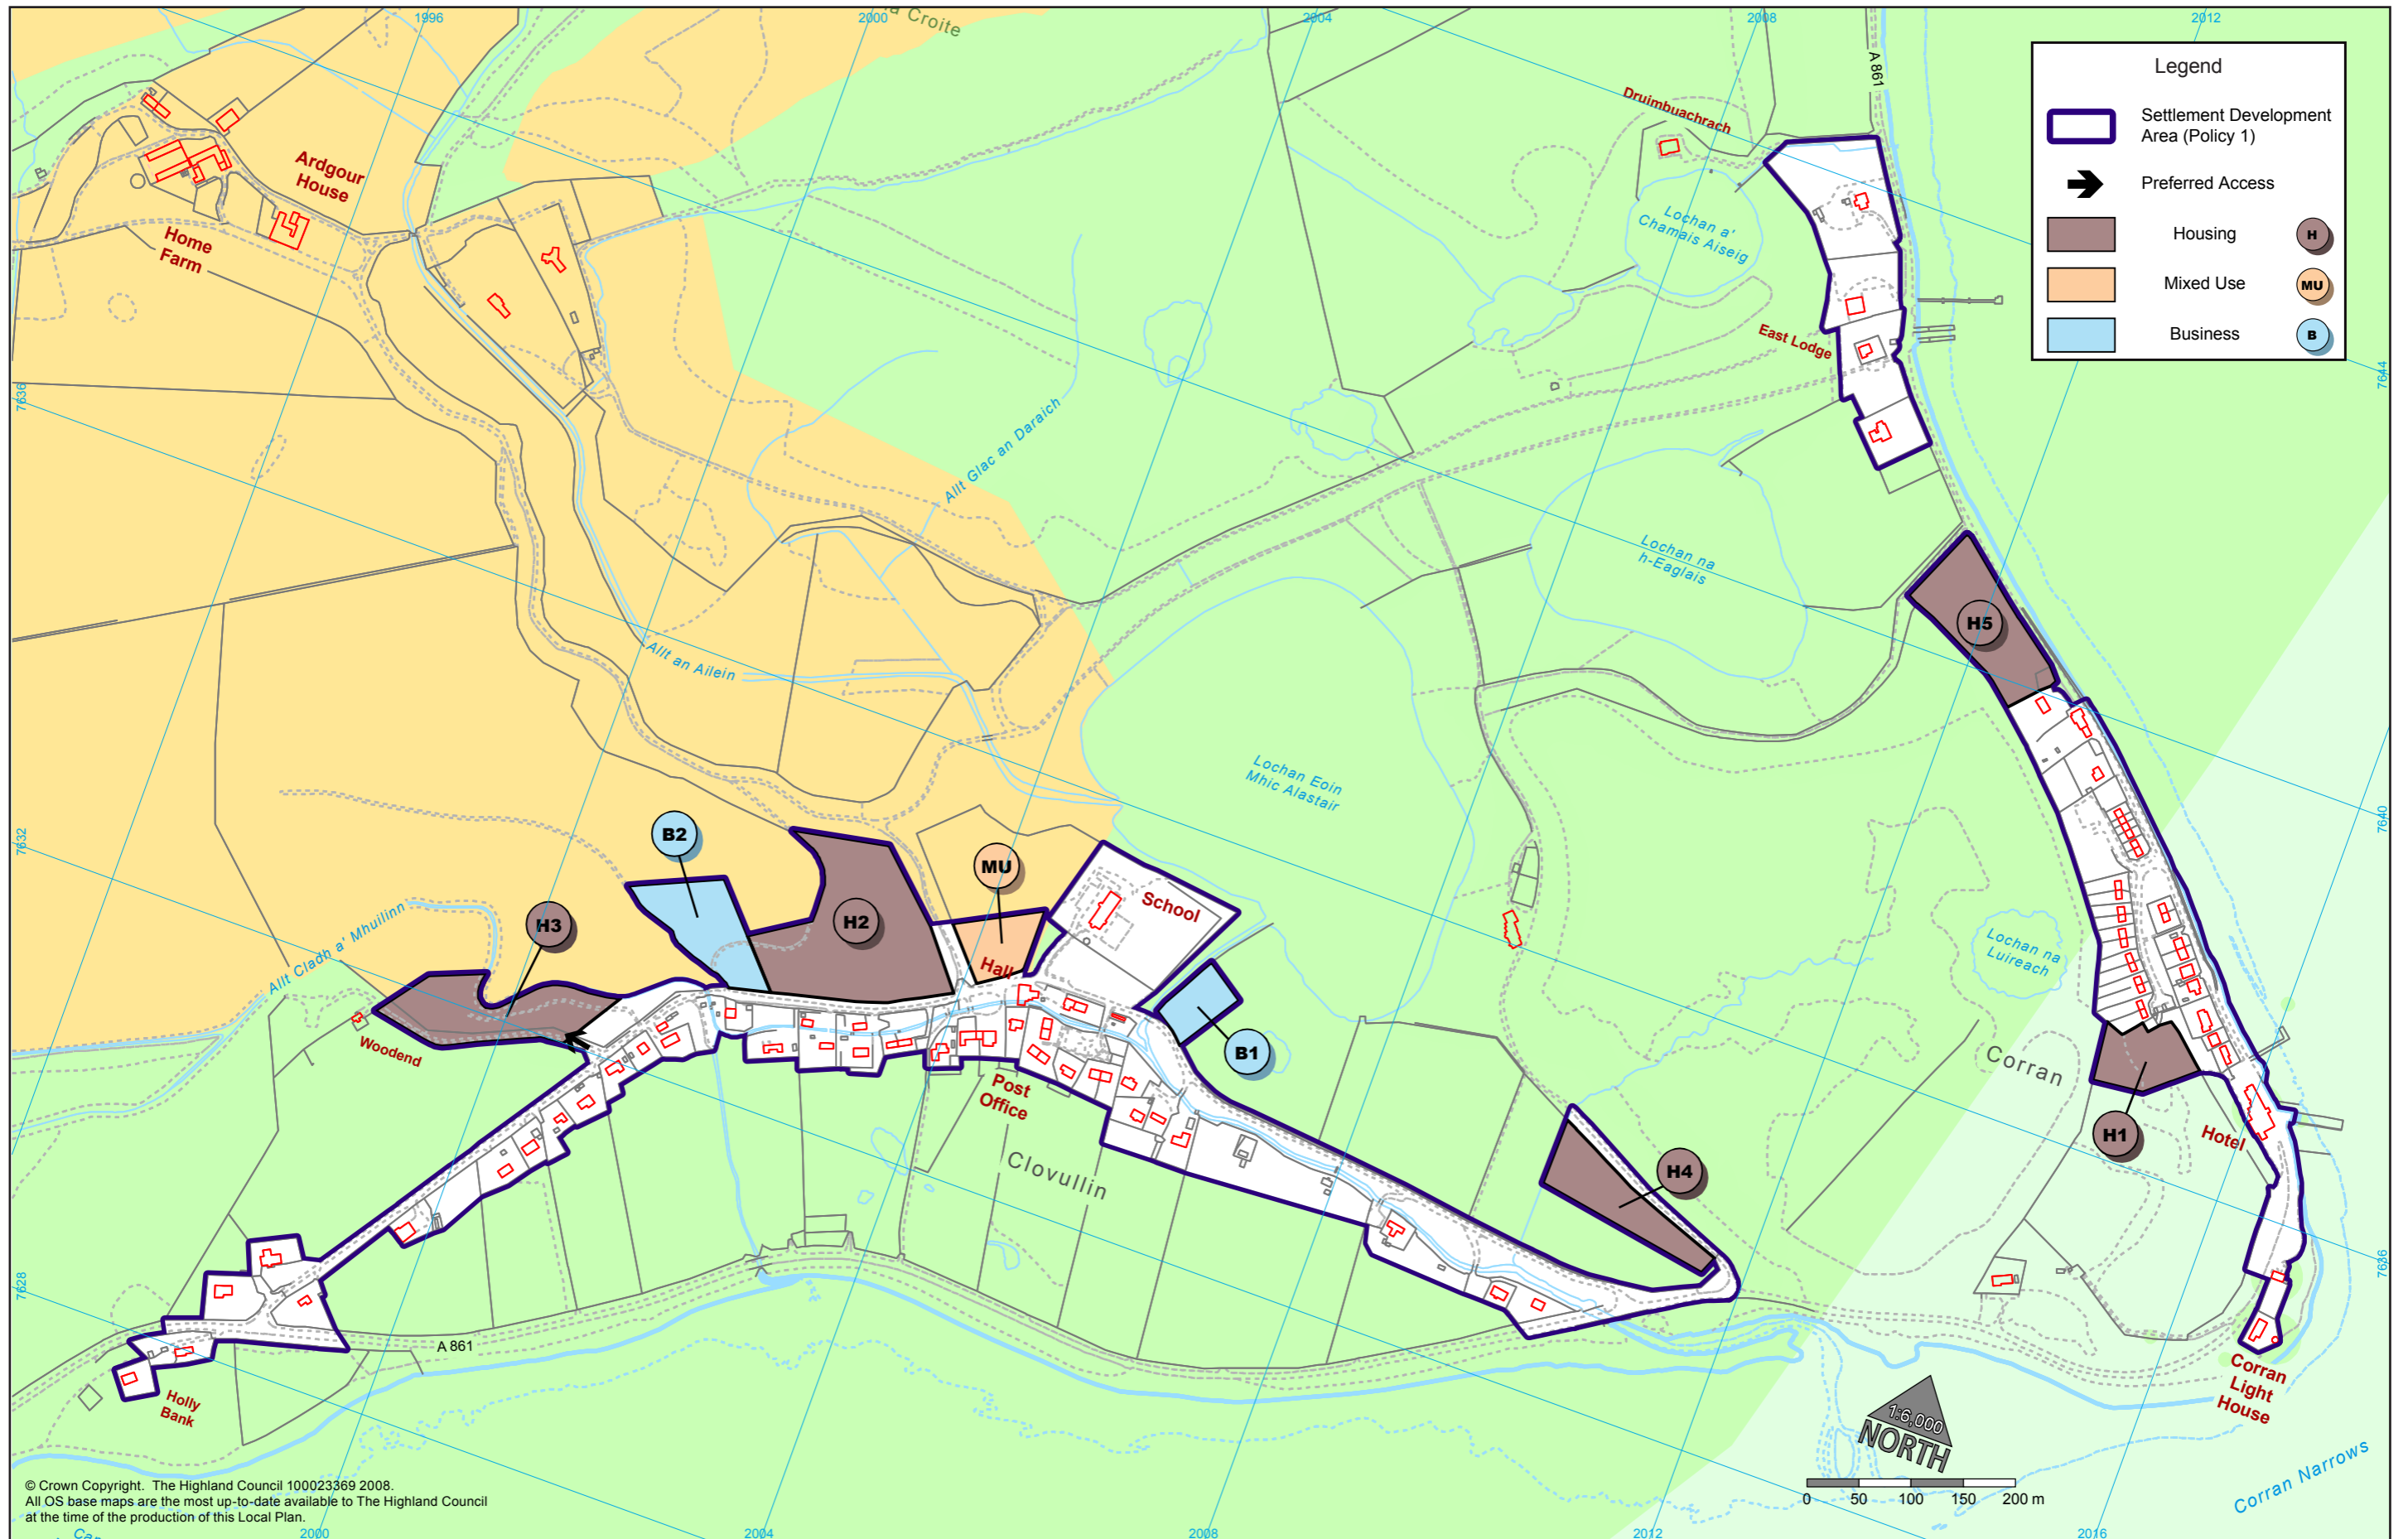 1996
2000
a Croite
2004
2008
2012
A 861
Legend
Settlement Development
Area (Policy 1)
Preferred Access
Housing
H
Mixed Use
MU
Business
B
Druimbuachrach
Ardgour
House
Home
Farm
Lochan a'
Chamais Aiseig
East Lodge
7636
7644
Allt Glac an Daraich
Lochan na
h-Eaglais
H5
Allt an Ailein
Lochan Eoin
Mhic Alastair
7632
7640
B2
MU
H2
School
H3
Hall
Allt Cladh a' Mhuilinn
Woodend
Lochan na
Luireach
B1
Corran
Post
Office
Clovullin
H4
H1
Hotel
7628
7636
A 861
Holly
Bank
Corran
Light
House
1:6,000
NORTH
0 50 100 150 200 m
Corran Narrows
© Crown Copyright. The Highland Council 100023369 2008.
All OS base maps are the most up-to-date available to The Highland Council
at the time of the production of this Local Plan.
2000
2004
2008
2012
2016